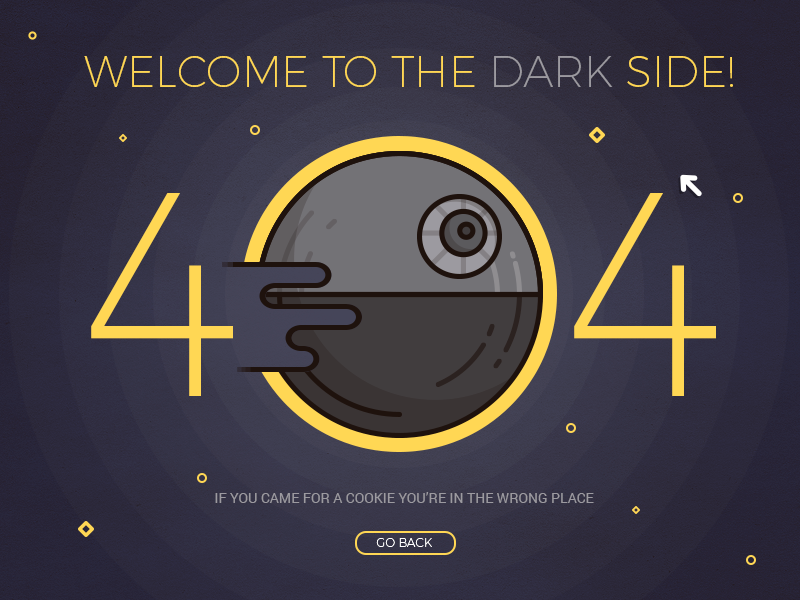 WELCOME TO THE DARK SIDE!
404
IF YOU CAME FOR A COOKIE YOU'RE IN THE WRONG PLACE
GO BACK